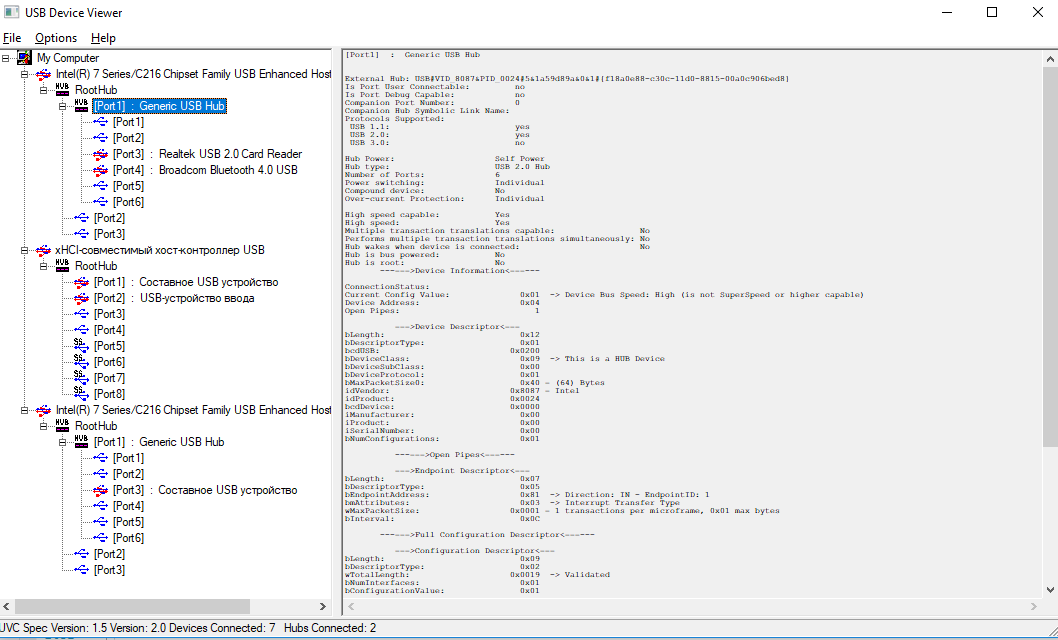 USB Device Viewer
File Options Help
My Computer
Intel(R) 7 Series/C216 Chipset Family USB Enhanced Host
RootHub
[Port1] : Generic USB Hub
[Port1]
[Port2]
[Port3] : Realtek USB 2.0 Card Reader
[Port4] : Broadcom Bluetooth 4.0 USB
[Port5]
[Port6]
[Port2]
[Port3]
xHCI-совместимый хост-контроллер USB
RootHub
[Port1] : Составное USB устройство
[Port2] : USB-устройство ввода
[Port3]
[Port4]
[Port5]
[Port6]
[Port7]
[Port8]
Intel(R) 7 Series/C216 Chipset Family USB Enhanced Host
RootHub
[Port1] : Generic USB Hub
[Port1]
[Port2]
[Port3] : Составное USB устройство
[Port4]
[Port5]
[Port6]
[Port2]
[Port3]
[Port1] : Generic USB Hub
External Hub: USB#VID_8087&PID_0024#5&1a59d89a&0&1#{f18a0e88-c30c-11d0-8815-00a0c906bed8}
Is Port User Connectable: no
Is Port Debug Capable: no
Companion Port Number: 0
Companion Hub Symbolic Link Name:
Protocols Supported:
USB 1.1: yes
USB 2.0: yes
USB 3.0: no
Hub Power: Self Power
Hub type: USB 2.0 Hub
Number of Ports: 6
Power switching: Individual
Compound device: No
Over-current Protection: Individual
High speed capable: Yes
High speed: Yes
Multiple transaction translations capable: No
Performs multiple transaction translations simultaneously: No
Hub wakes when device is connected: No
Hub is bus powered: No
Hub is root: No
------>Device Information<------
ConnectionStatus:
Current Config Value: 0x01 -> Device Bus Speed: High (is not SuperSpeed or higher capable)
Device Address: 0x04
Open Pipes: 1
--->Device Descriptor<---
bLength: 0x12
bDescriptorType: 0x01
bcdUSB: 0x0200
bDeviceClass: 0x09 -> This is a HUB Device
bDeviceSubClass: 0x00
bDeviceProtocol: 0x01
bMaxPacketSize0: 0x40 = (64) Bytes
idVendor: 0x8087 = Intel
idProduct: 0x0024
bcdDevice: 0x0000
iManufacturer: 0x00
iProduct: 0x00
iSerialNumber: 0x00
bNumConfigurations: 0x01
------>Open Pipes<------
--->Endpoint Descriptor<---
bLength: 0x07
bDescriptorType: 0x05
bEndpointAddress: 0x81 -> Direction: IN - EndpointID: 1
bmAttributes: 0x03 -> Interrupt Transfer Type
wMaxPacketSize: 0x0001 = 1 transactions per microframe, 0x01 max bytes
bInterval: 0x0C
------>Full Configuration Descriptor<------
--->Configuration Descriptor<---
bLength: 0x09
bDescriptorType: 0x02
wTotalLength: 0x0019 -> Validated
bNumInterfaces: 0x01
bConfigurationValue: 0x01
UVC Spec Version: 1.5 Version: 2.0 Devices Connected: 7 Hubs Connected: 2